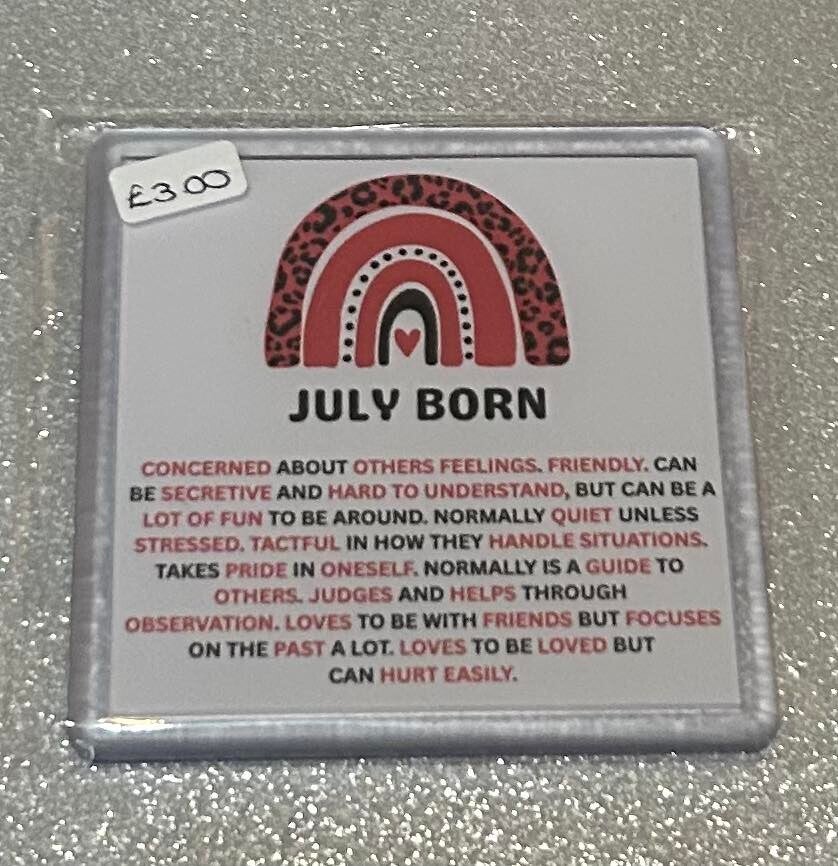 £3.00
JULY BORN
CONCERNED ABOUT OTHERS FEELINGS. FRIENDLY. CAN
BE SECRETIVE AND HARD TO UNDERSTAND, BUT CAN BE A
LOT OF FUN TO BE AROUND. NORMALLY QUIET UNLESS
STRESSED. TACTFUL IN HOW THEY HANDLE SITUATIONS.
TAKES PRIDE IN ONESELF. NORMALLY IS A GUIDE TO
OTHERS. JUDGES AND HELPS THROUGH
OBSERVATION. LOVES TO BE WITH FRIENDS BUT FOCUSES
ON THE PAST A LOT. LOVES TO BE LOVED BUT
CAN HURT EASILY.